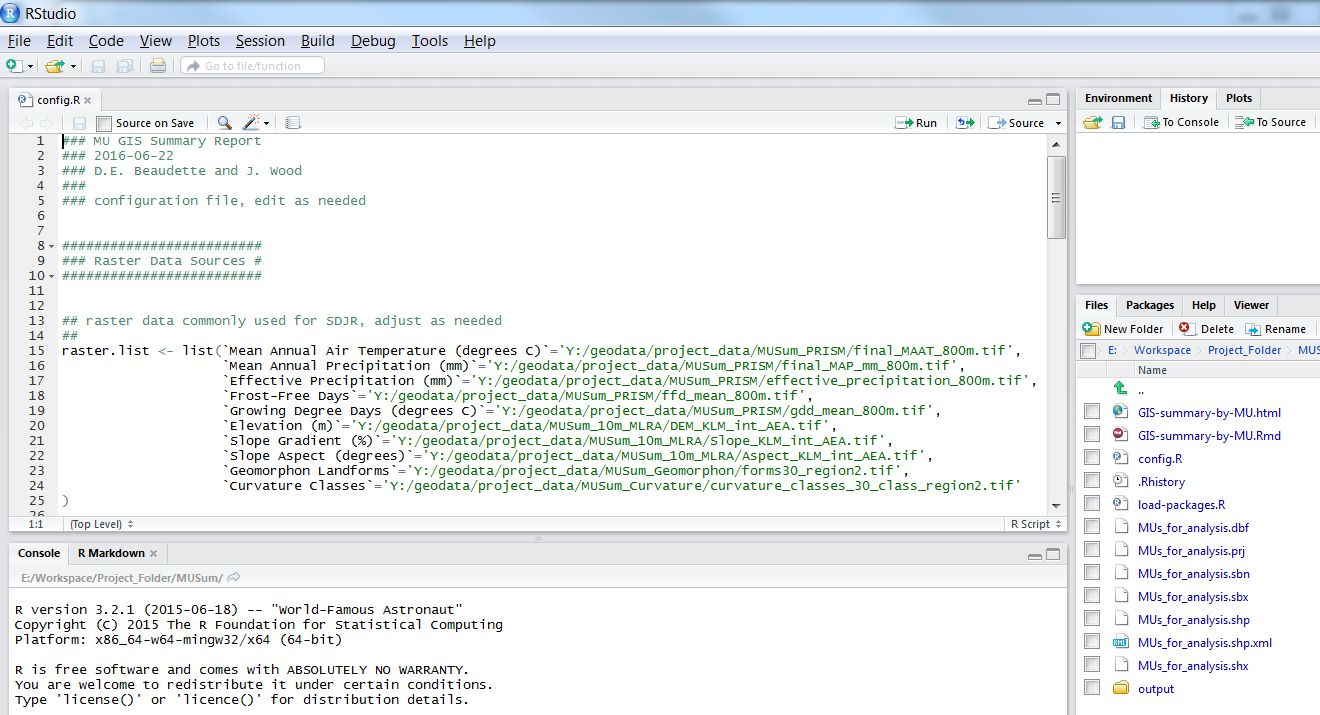 RStudio
File Edit Code View Plots Session Build Debug Tools Help
Go to file/function
config.R
Source on Save Run Source
1 ### MU GIS Summary Report
2 ### 2016-06-22
3 ### D.E. Beaudette and J. Wood
4 ###
5 ### configuration file, edit as needed
6
7
8 #########################
9 ### Raster Data Sources #
10 #########################
11
12
13 ## raster data commonly used for SDJR, adjust as needed
14 ##
15 raster.list <- list(`Mean Annual Air Temperature (degrees C)`='Y:/geodata/project_data/MUSum_PRISM/final_MAAT_800m.tif',
16 `Mean Annual Precipitation (mm)`='Y:/geodata/project_data/MUSum_PRISM/final_MAP_mm_800m.tif',
17 `Effective Precipitation (mm)`='Y:/geodata/project_data/MUSum_PRISM/effective_precipitation_800m.tif',
18 `Frost-Free Days`='Y:/geodata/project_data/MUSum_PRISM/ffd_mean_800m.tif',
19 `Growing Degree Days (degrees C)`='Y:/geodata/project_data/MUSum_PRISM/gdd_mean_800m.tif',
20 `Elevation (m)`='Y:/geodata/project_data/MUSum_10m_MLRA/DEM_KLM_int_AEA.tif',
21 `Slope Gradient (%)`='Y:/geodata/project_data/MUSum_10m_MLRA/Slope_KLM_int_AEA.tif',
22 `Slope Aspect (degrees)`='Y:/geodata/project_data/MUSum_10m_MLRA/Aspect_KLM_int_AEA.tif',
23 `Geomorphon Landforms`='Y:/geodata/project_data/MUSum_Geomorphon/forms30_region2.tif',
24 `Curvature Classes`='Y:/geodata/project_data/MUSum_Curvature/curvature_classes_30_class_region2.tif'
25 )
26
1:1 (Top Level) R Script
Console R Markdown
E:/Workspace/Project_Folder/MUSum/
R version 3.2.1 (2015-06-18) -- "World-Famous Astronaut"
Copyright (C) 2015 The R Foundation for Statistical Computing
Platform: x86_64-w64-mingw32/x64 (64-bit)
R is free software and comes with ABSOLUTELY NO WARRANTY.
You are welcome to redistribute it under certain conditions.
Type 'license()' or 'licence()' for distribution details.
Environment History Plots
To Console To Source
Files Packages Help Viewer
New Folder Delete Rename
E: Workspace Project_Folder MUS
Name
..
GIS-summary-by-MU.html
GIS-summary-by-MU.Rmd
config.R
.Rhistory
load-packages.R
MUs_for_analysis.dbf
MUs_for_analysis.prj
MUs_for_analysis.sbn
MUs_for_analysis.sbx
MUs_for_analysis.shp
MUs_for_analysis.shp.xml
MUs_for_analysis.shx
output